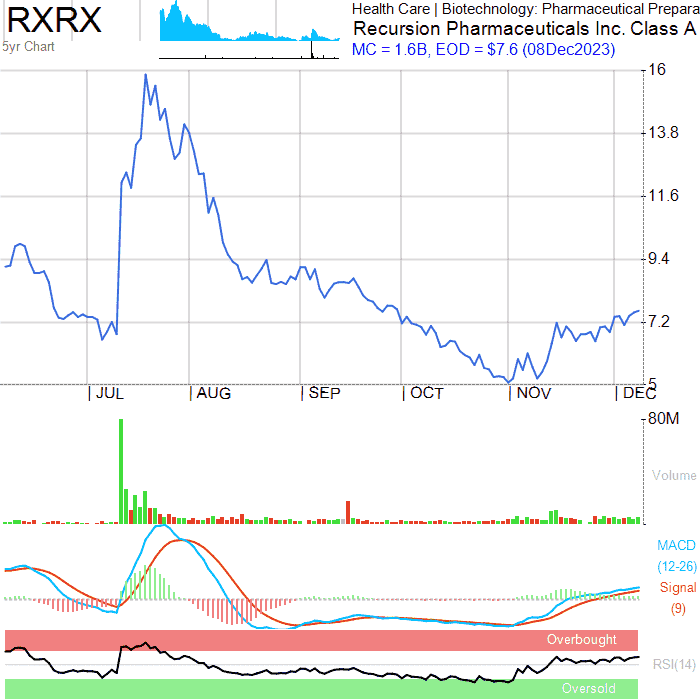 RXRX
5yr Chart
Health Care | Biotechnology: Pharmaceutical Prepara
Recursion Pharmaceuticals Inc. Class A
MC = 1.6B, EOD = $7.6 (08Dec2023)
16
13.8
11.6
9.4
7.2
5
JUL AUG SEP OCT NOV DEC
80M
Volume
MACD
(12-26)
Signal
(9)
Overbought
RSI(14)
Oversold